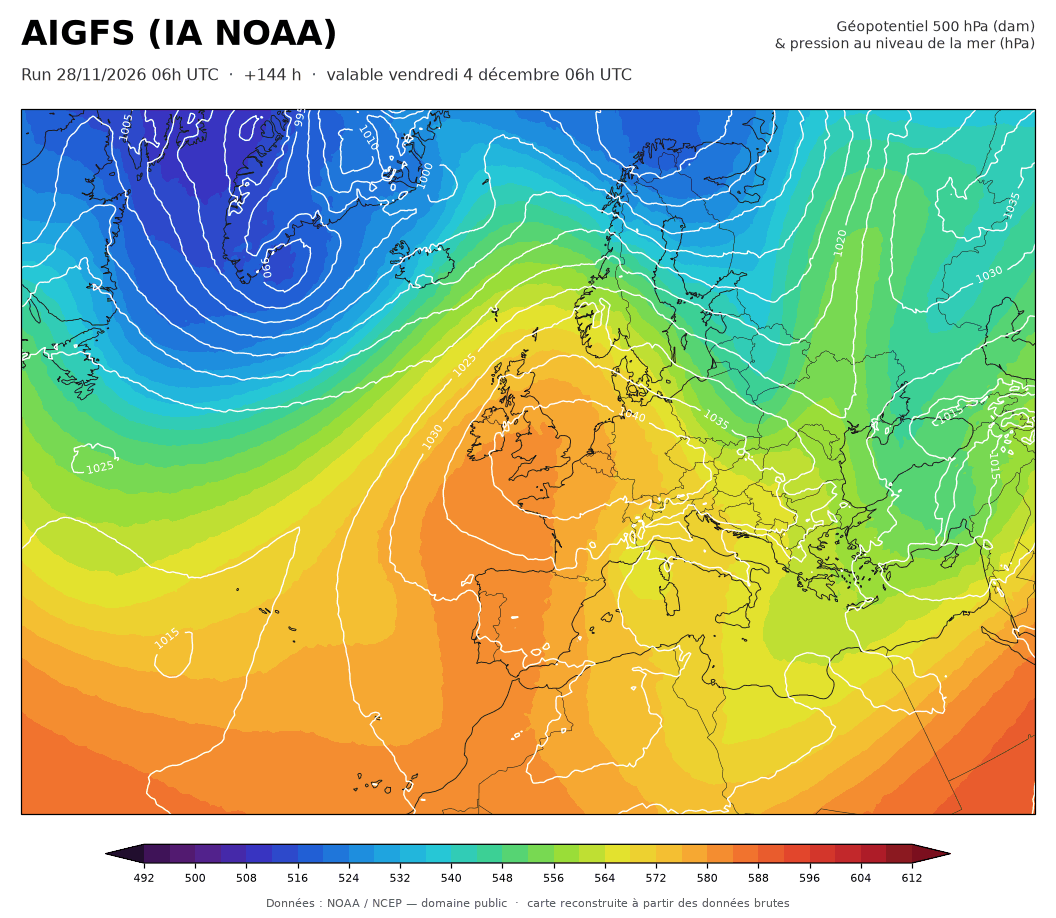 AIGFS (IA NOAA)
Géopotentiel 500 hPa (dam)
& pression au niveau de la mer (hPa)
Run 28/11/2026 06h UTC · +144 h · valable vendredi 4 décembre 06h UTC
1005
995
1010
1000
1035
1020
990
1030
1025
1040
1035
1015
1030
1025
1015
1015
492 500 508 516 524 532 540 548 556 564 572 580 588 596 604 612
Données : NOAA / NCEP — domaine public · carte reconstruite à partir des données brutes